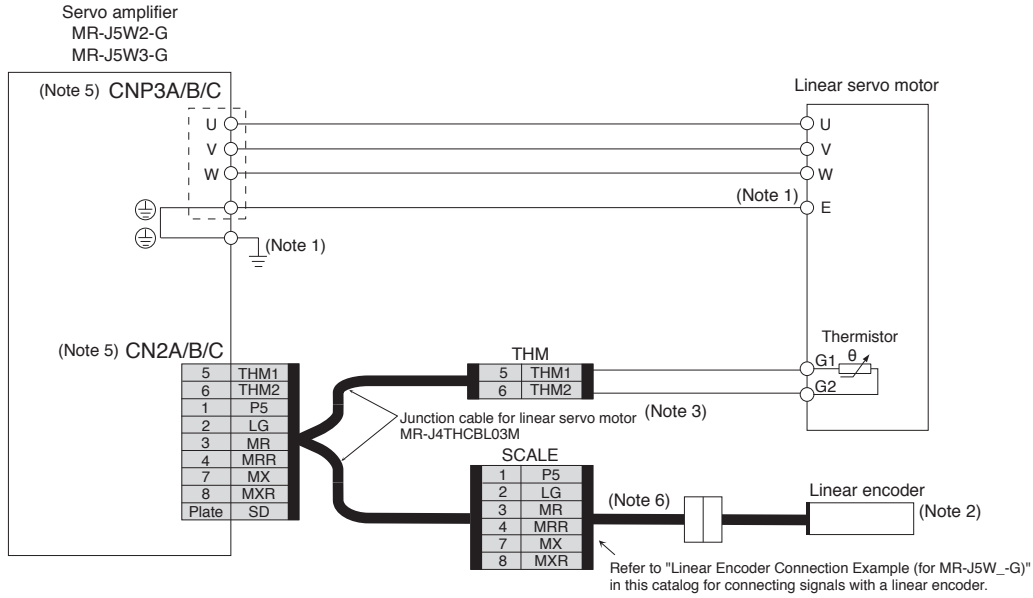 Servo amplifier
MR-J5W2-G
MR-J5W3-G
(Note 5) CNP3A/B/C
Linear servo motor
U U
V V
W W
(Note 1) E
(Note 1)
(Note 5) CN2A/B/C
5 THM1
6 THM2
1 P5
2 LG
3 MR
4 MRR
7 MX
8 MXR
Plate SD
THM
5 THM1
6 THM2
Thermistor
G1 θ
G2
(Note 3)
Junction cable for linear servo motor
MR-J4THCBL03M
SCALE
1 P5
2 LG
3 MR
4 MRR
7 MX
8 MXR
(Note 6)
Linear encoder
(Note 2)
Refer to "Linear Encoder Connection Example (for MR-J5W_-G)"
in this catalog for connecting signals with a linear encoder.